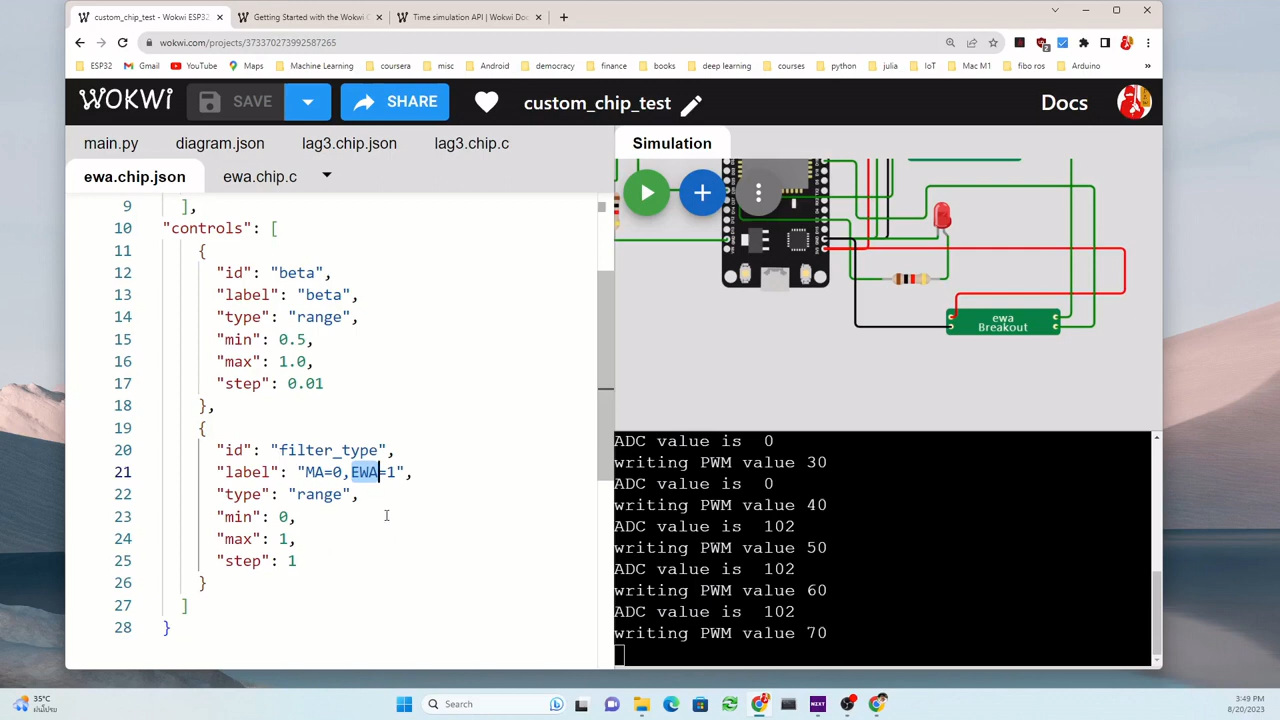 custom_chip_test - Wokwi ESP32
Getting Started with the Wokwi C
Time simulation API | Wokwi Doc
wokwi.com/projects/373370273992587265
ESP32
Gmail
YouTube
Maps
Machine Learning
coursera
misc
Android
democracy
finance
books
deep learning
courses
python
julia
IoT
Mac M1
fibo ros
Arduino
WOKWI
SAVE
SHARE
custom_chip_test
Docs
main.py
diagram.json
lag3.chip.json
lag3.chip.c
Simulation
ewa.chip.json
ewa.chip.c
9 ],
10 "controls": [
11 {
12 "id": "beta",
13 "label": "beta",
14 "type": "range",
15 "min": 0.5,
16 "max": 1.0,
17 "step": 0.01
18 },
19 {
20 "id": "filter_type",
21 "label": "MA=0,EWA=1",
22 "type": "range",
23 "min": 0,
24 "max": 1,
25 "step": 1
26 }
27 ]
28 }
ewa
Breakout
ADC value is 0
writing PWM value 30
ADC value is 0
writing PWM value 40
ADC value is 102
writing PWM value 50
ADC value is 102
writing PWM value 60
ADC value is 102
writing PWM value 70
35°C
Search
3:49 PM
8/20/2023